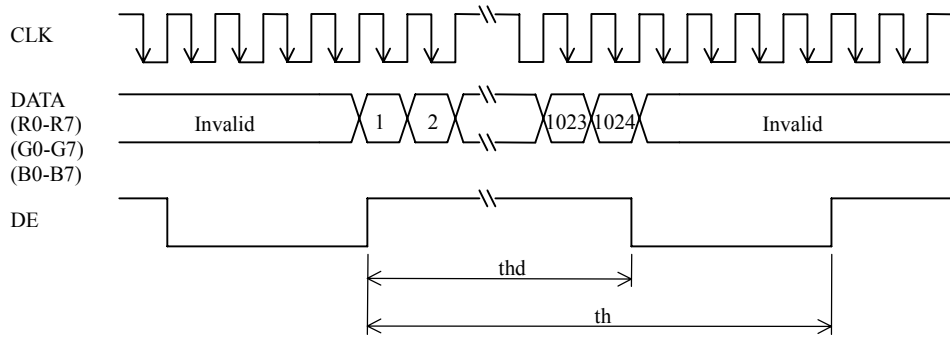 CLK
DATA
(R0-R7)
(G0-G7)
(B0-B7)
Invalid 1 2 1023 1024 Invalid
DE
thd
th